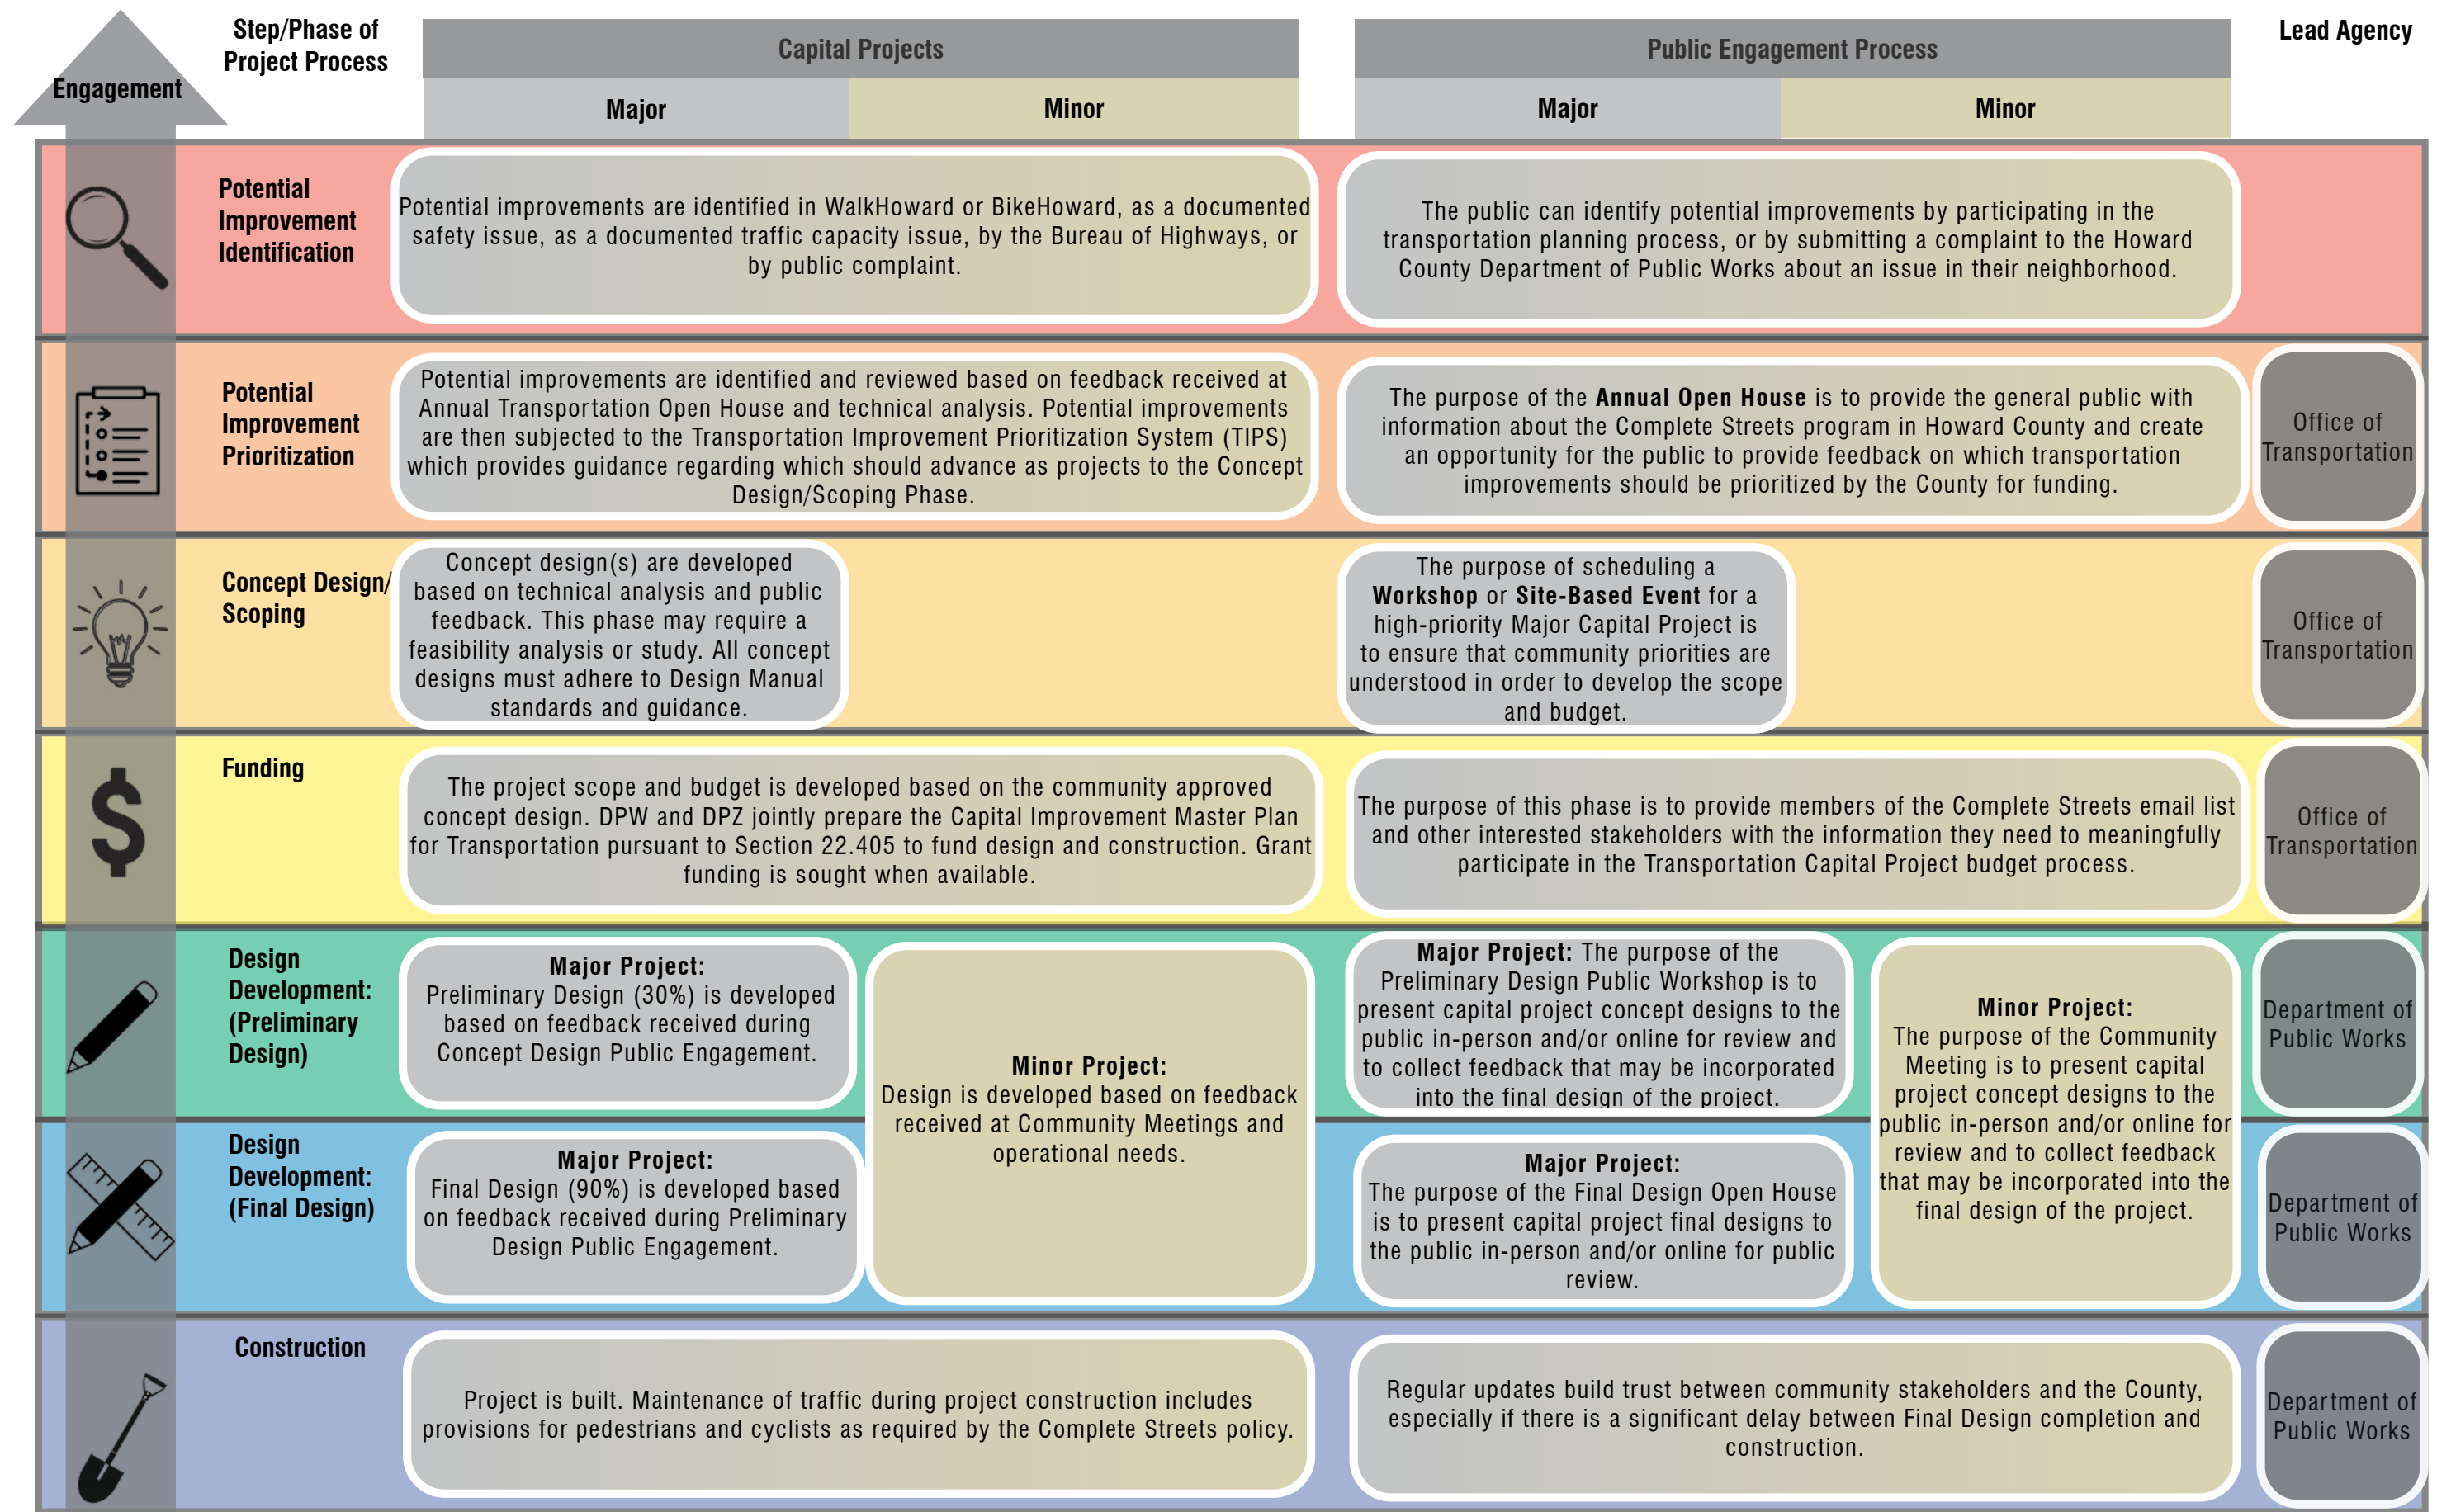 Engagement
Step/Phase of
Project Process
Capital Projects
Major
Minor
Public Engagement Process
Major
Minor
Lead Agency
Potential
Improvement
Identification
Potential improvements are identified in WalkHoward or BikeHoward, as a documented
safety issue, as a documented traffic capacity issue, by the Bureau of Highways, or
by public complaint.
The public can identify potential improvements by participating in the
transportation planning process, or by submitting a complaint to the Howard
County Department of Public Works about an issue in their neighborhood.
Potential
Improvement
Prioritization
Potential improvements are identified and reviewed based on feedback received at
Annual Transportation Open House and technical analysis. Potential improvements
are then subjected to the Transportation Improvement Prioritization System (TIPS)
which provides guidance regarding which should advance as projects to the Concept
Design/Scoping Phase.
The purpose of the Annual Open House is to provide the general public with
information about the Complete Streets program in Howard County and create
an opportunity for the public to provide feedback on which transportation
improvements should be prioritized by the County for funding.
Office of
Transportation
Concept Design/
Scoping
Concept design(s) are developed
based on technical analysis and public
feedback. This phase may require a
feasibility analysis or study. All concept
designs must adhere to Design Manual
standards and guidance.
The purpose of scheduling a
Workshop or Site-Based Event for a
high-priority Major Capital Project is
to ensure that community priorities are
understood in order to develop the scope
and budget.
Office of
Transportation
Funding
The project scope and budget is developed based on the community approved
concept design. DPW and DPZ jointly prepare the Capital Improvement Master Plan
for Transportation pursuant to Section 22.405 to fund design and construction. Grant
funding is sought when available.
The purpose of this phase is to provide members of the Complete Streets email list
and other interested stakeholders with the information they need to meaningfully
participate in the Transportation Capital Project budget process.
Office of
Transportation
Design
Development:
(Preliminary
Design)
Major Project:
Preliminary Design (30%) is developed
based on feedback received during
Concept Design Public Engagement.
Minor Project:
Design is developed based on feedback
received at Community Meetings and
operational needs.
Major Project: The purpose of the
Preliminary Design Public Workshop is to
present capital project concept designs to the
public in-person and/or online for review and
to collect feedback that may be incorporated
into the final design of the project.
Minor Project:
The purpose of the Community
Meeting is to present capital
project concept designs to the
public in-person and/or online for
review and to collect feedback
that may be incorporated into the
final design of the project.
Department of
Public Works
Design
Development:
(Final Design)
Major Project:
Final Design (90%) is developed based
on feedback received during Preliminary
Design Public Engagement.
Major Project:
The purpose of the Final Design Open House
is to present capital project final designs to
the public in-person and/or online for public
review.
Department of
Public Works
Construction
Project is built. Maintenance of traffic during project construction includes
provisions for pedestrians and cyclists as required by the Complete Streets policy.
Regular updates build trust between community stakeholders and the County,
especially if there is a significant delay between Final Design completion and
construction.
Department of
Public Works